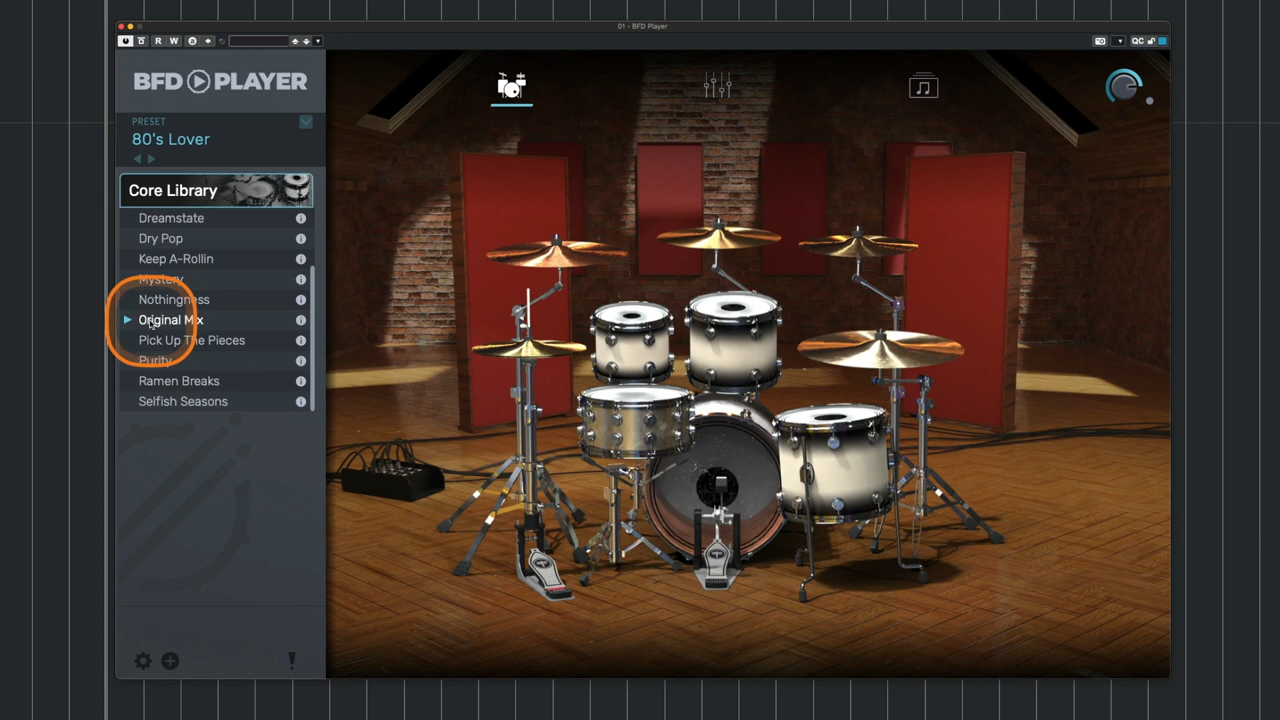 01 - BFD Player
R W
QC
BFD PLAYER
PRESET
80's Lover
Core Library
Dreamstate
Dry Pop
Keep A-Rollin
Mystery
Nothingness
Original Mix
Pick Up The Pieces
Purity
Ramen Breaks
Selfish Seasons